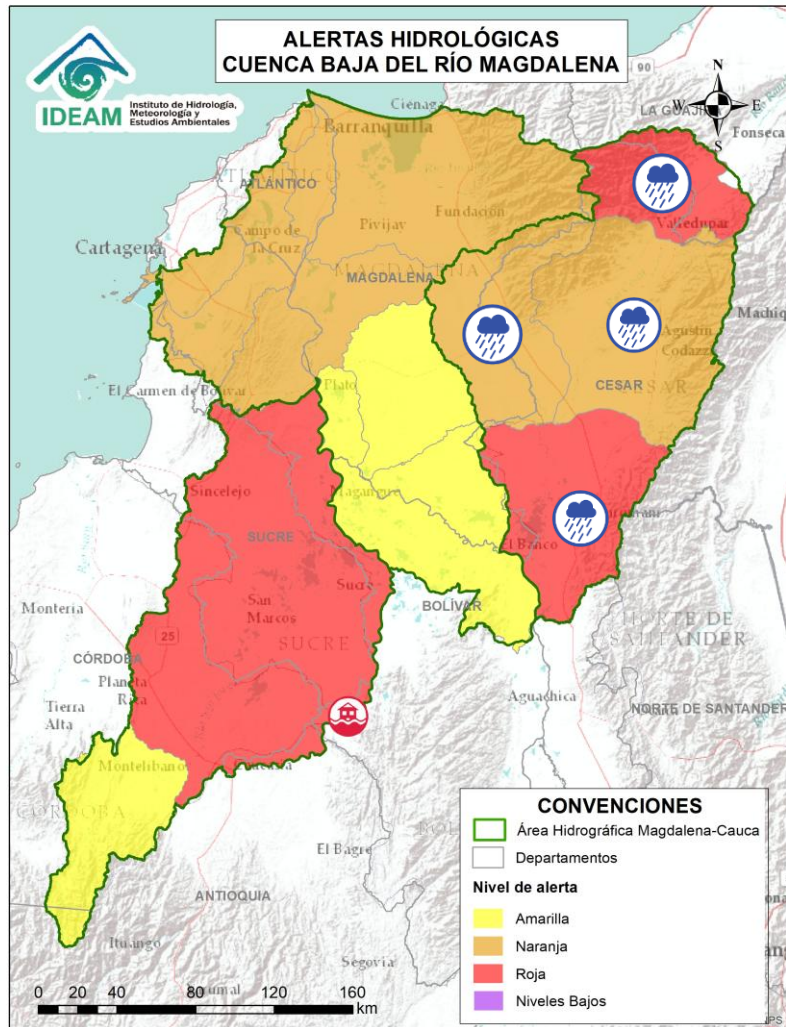 ALERTAS HIDROLÓGICAS
CUENCA BAJA DEL RÍO MAGDALENA
IDEAM
Instituto de Hidrología,
Meteorología y
Estudios Ambientales
N
W
E
S
90
Ciénaga
Barranquilla
Fonseca
ATLÁNTICO
Valledupar
Pivijay
Fundación
Campo de
la Cruz
Cartagena
MAGDALENA
Agustín
Codazzi
CESAR
El Carmen de Bolívar
Plato
Sincelejo
Magangué
SUCRE
El Banco
Sucre
San
Marcos
SUCRE
BOLÍVAR
NORTE DE
SANTANDER
Montería
25
CÓRDOBA
Planeta
Rica
Tierra
Alta
Aguachica
NORTE DE SANTANDER
Montelíbano
CÓRDOBA
El Bagre
ANTIOQUIA
Ituango
Segovia
0 20 40 80 120 160
km
CONVENCIONES
Área Hidrográfica Magdalena-Cauca
Departamentos
Nivel de alerta
Amarilla
Naranja
Roja
Niveles Bajos